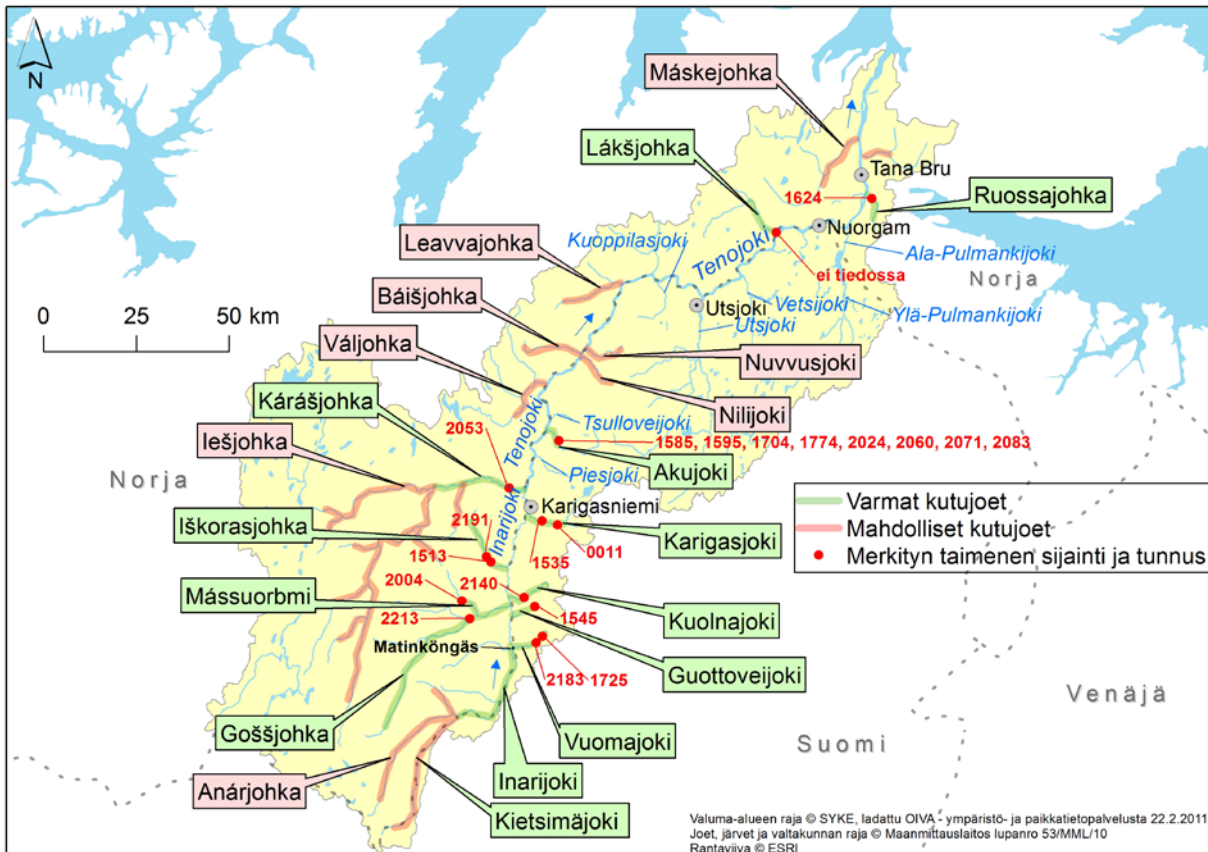 N
Máskejohka
Lákšjohka
Tana Bru
1624
Ruossajohka
Nuorgam
Leavvajohka
Kuoppilasjoki
Tenojoki
Ala-Pulmankijoki
ei tiedossa
Norja
Báišjohka
Utsjoki
Vetsijoki
Utsjoki
Ylä-Pulmankijoki
0 25 50 km
Váljohka
Nuvvusjoki
Nilijoki
Kárášjohka
Tenojoki
Tsulloveijoki
2053
1585, 1595, 1704, 1774, 2024, 2060, 2071, 2083
Iešjohka
Akujoki
Piesjoki
Norja
Inarijoki
Karigasniemi
Varmat kutujoet
Mahdolliset kutujoet
Merkityn taimenen sijainti ja tunnus
Iškorasjohka
2191
Karigasjoki
1513
1535
0011
2004
2140
Mássuorbmi
1545
Kuolnajoki
2213
Matinköngäs
Guottoveijoki
2183 1725
Venäjä
Goššjohka
Vuomajoki
Suomi
Inarijoki
Anárjohka
Kietsimäjoki
Valuma-alueen raja © SYKE, ladattu OIVA - ympäristö- ja paikkatietopalvelusta 22.2.2011
Joet, järvet ja valtakunnan raja © Maanmittauslaitos lupanro 53/MML/10
Rantaviiva © ESRI